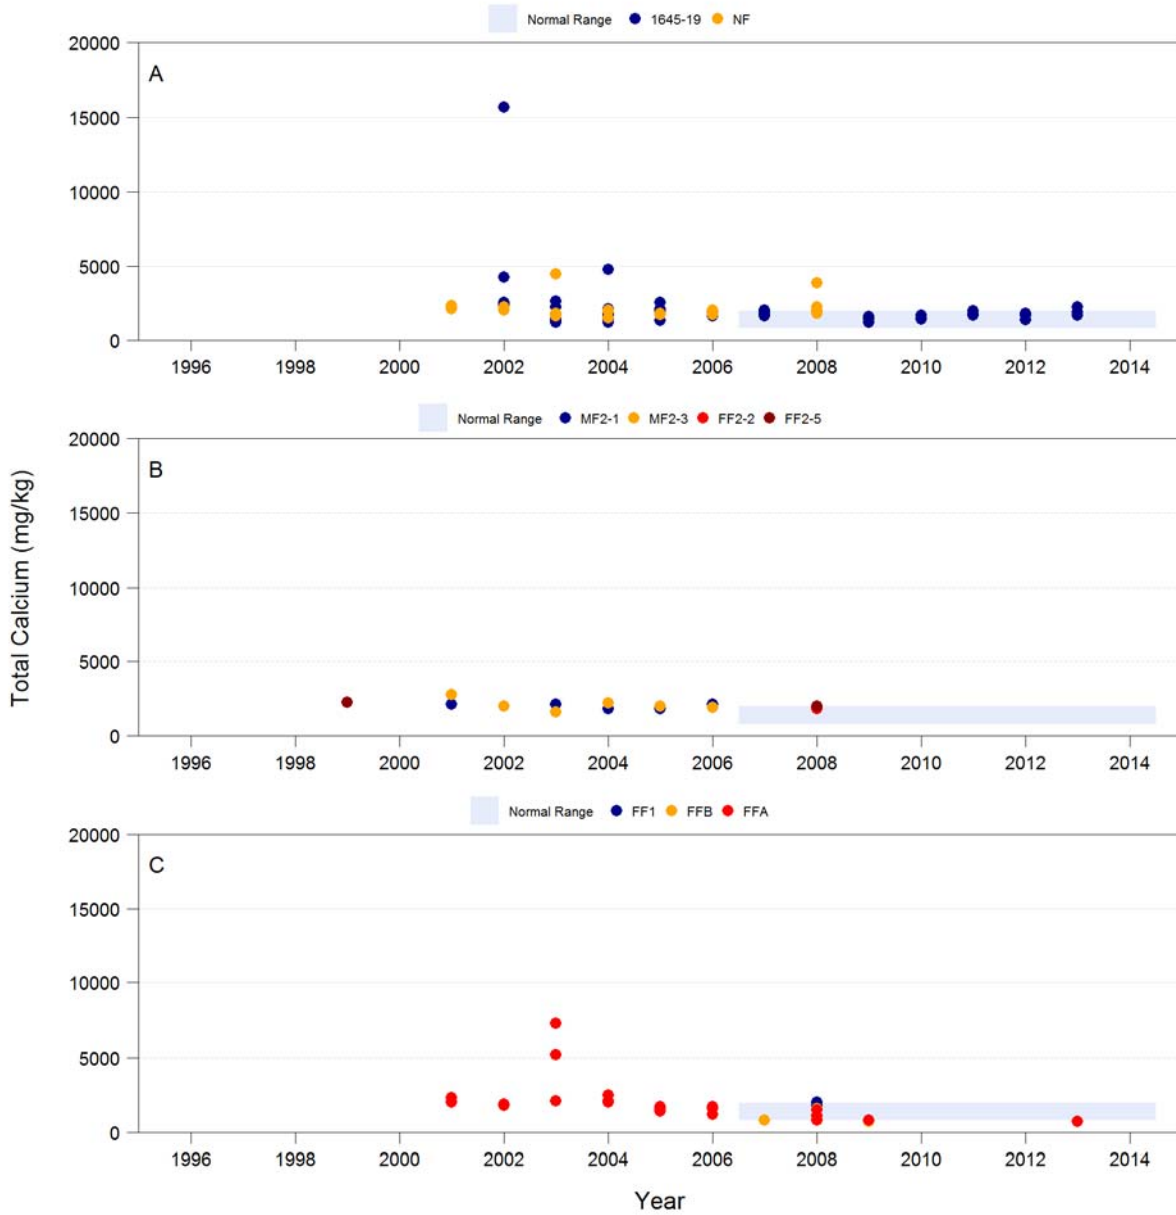 Normal Range 1645-19 NF
A
20000
15000
10000
5000
0
1996 1998 2000 2002 2004 2006 2008 2010 2012 2014
Normal Range MF2-1 MF2-3 FF2-2 FF2-5
B
20000
15000
10000
5000
0
1996 1998 2000 2002 2004 2006 2008 2010 2012 2014
Total Calcium (mg/kg)
Normal Range FF1 FFB FFA
C
20000
15000
10000
5000
0
1996 1998 2000 2002 2004 2006 2008 2010 2012 2014
Year